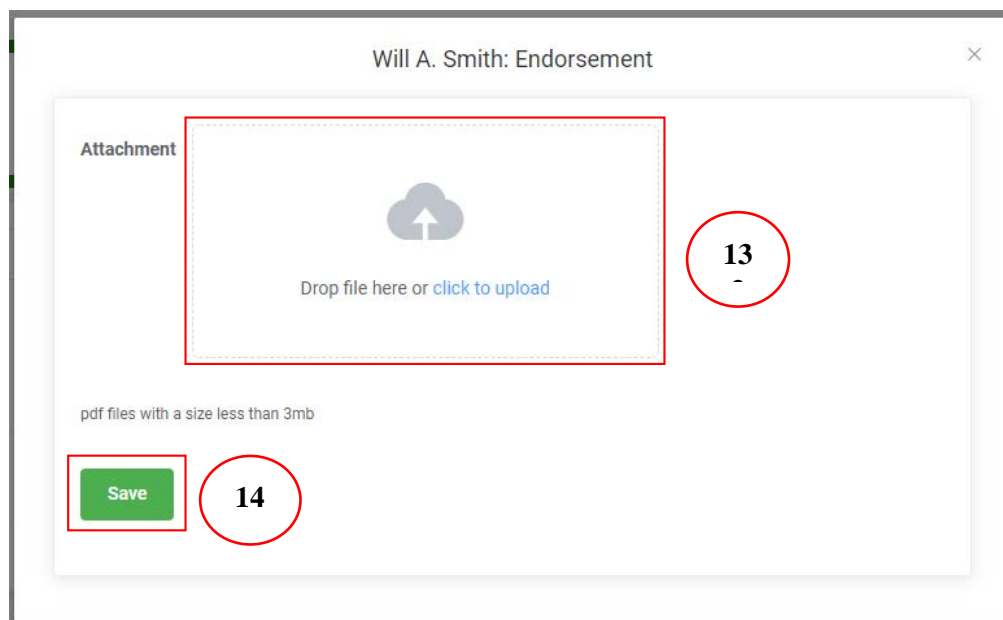 Will A. Smith: Endorsement
Attachment
Drop file here or click to upload
13
pdf files with a size less than 3mb
Save
14